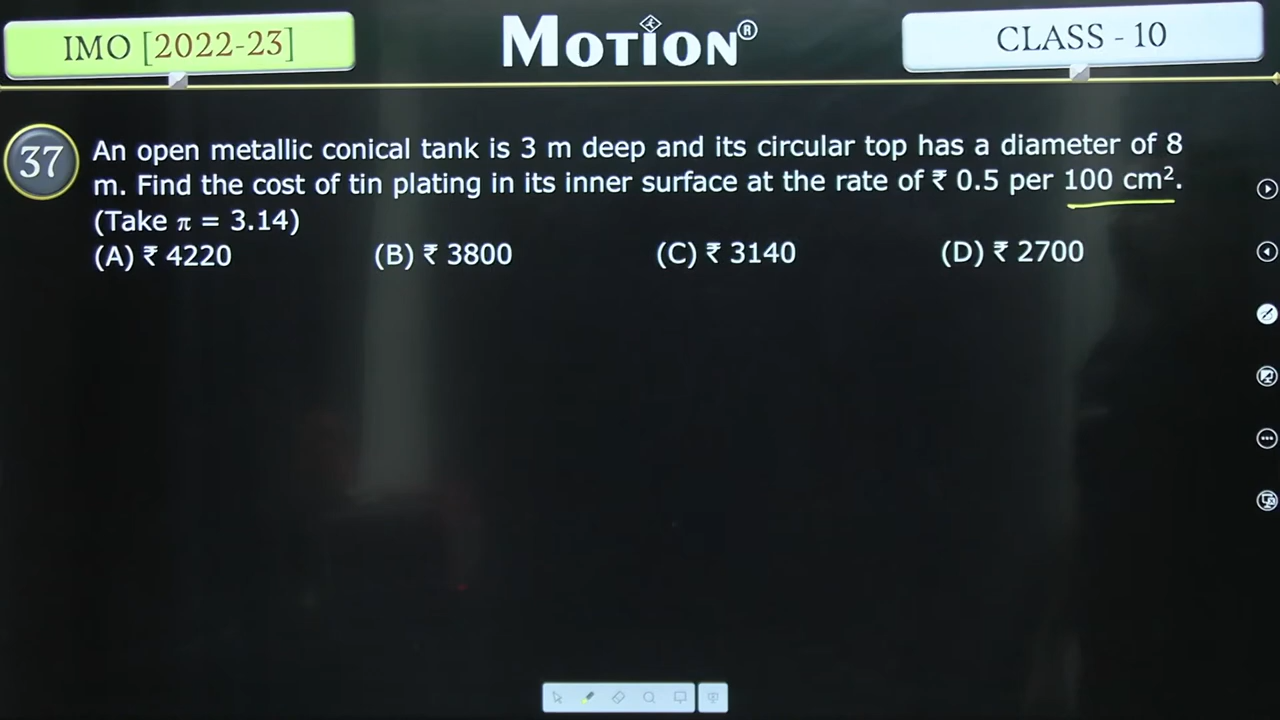 IMO [2022-23]
MOTION®
CLASS - 10
37
An open metallic conical tank is 3 m deep and its circular top has a diameter of 8
m. Find the cost of tin plating in its inner surface at the rate of ₹ 0.5 per 100 cm².
(Take π = 3.14)
(A) ₹ 4220 (B) ₹ 3800 (C) ₹ 3140 (D) ₹ 2700